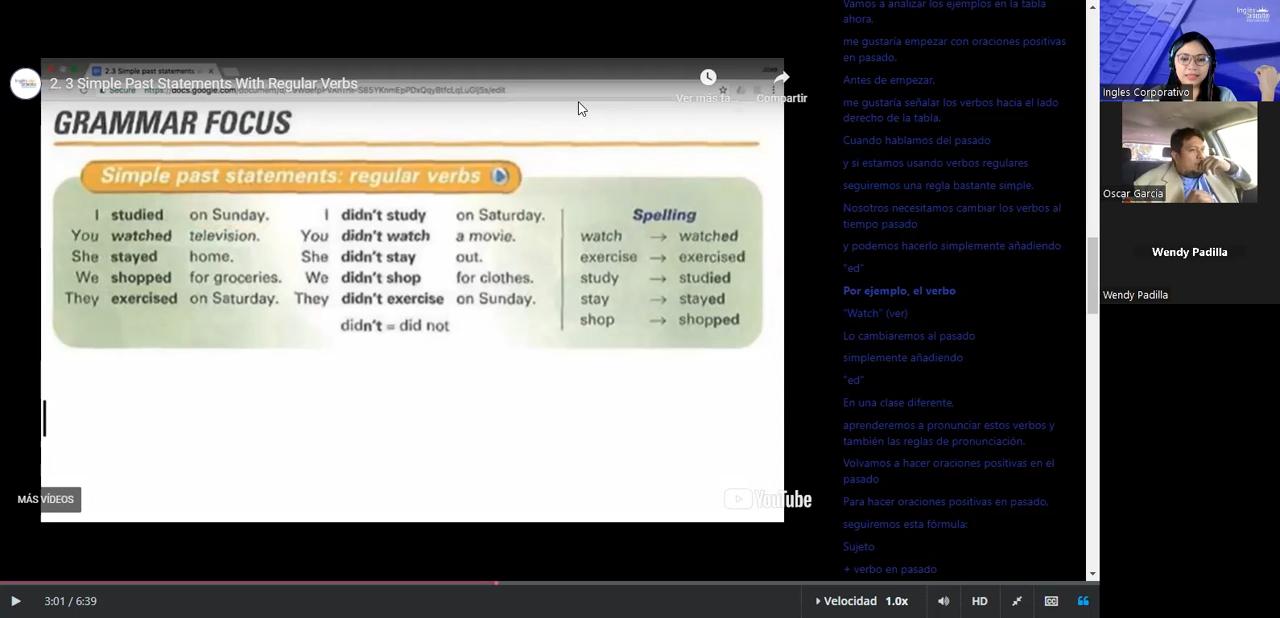 2. 3 Simple Past Statements With Regular Verbs
Ver más ta...
Compartir
GRAMMAR FOCUS
Simple past statements: regular verbs
I studied on Sunday. I didn't study on Saturday. Spelling
You watched television. You didn't watch a movie. watch → watched
She stayed home. She didn't stay out. exercise → exercised
We shopped for groceries. We didn't shop for clothes. study → studied
They exercised on Saturday. They didn't exercise on Sunday. stay → stayed
didn't = did not shop → shopped
MÁS VÍDEOS
YouTube
Vamos a analizar los ejemplos en la tabla
ahora,
me gustaría empezar con oraciones positivas
en pasado.
Antes de empezar,
me gustaría señalar los verbos hacia el lado
derecho de la tabla.
Cuando hablamos del pasado
y si estamos usando verbos regulares
seguiremos una regla bastante simple.
Nosotros necesitamos cambiar los verbos al
tiempo pasado
y podemos hacerlo simplemente añadiendo
"ed"
Por ejemplo, el verbo
"Watch" (ver)
Lo cambiaremos al pasado
simplemente añadiendo
"ed"
En una clase diferente,
aprenderemos a pronunciar estos verbos y
también las reglas de pronunciación.
Volvamos a hacer oraciones positivas en el
pasado
Para hacer oraciones positivas en pasado,
seguiremos esta fórmula:
Sujeto
+ verbo en pasado
3:01 / 6:39
Velocidad 1.0x
HD
CC
Ingles Corporativo
Oscar Garcia
Wendy Padilla
Wendy Padilla